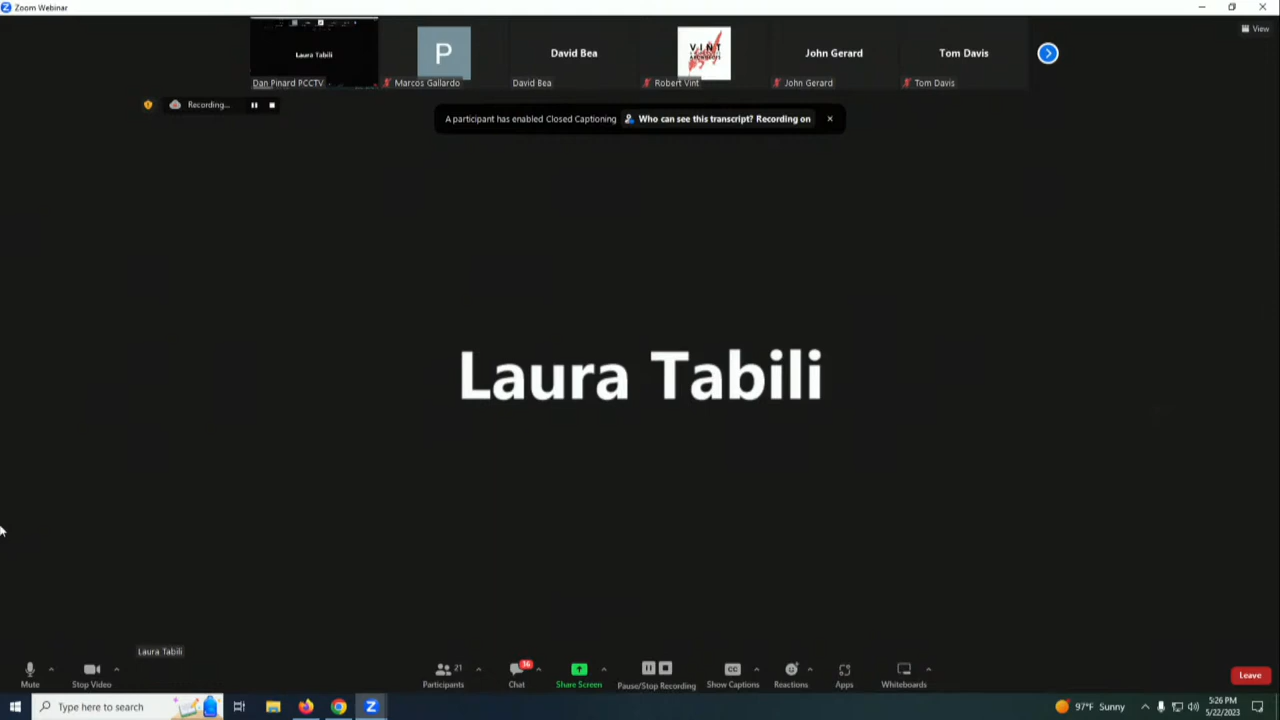 Zoom Webinar
View
Laura Tabili
Dan Pinard PCCTV
P
Marcos Gallardo
David Bea
David Bea
VINT
Robert Vint
John Gerard
John Gerard
Tom Davis
Tom Davis
Recording...
A participant has enabled Closed Captioning Who can see this transcript? Recording on
Laura Tabili
Laura Tabili
Mute
Stop Video
21
Participants
36
Chat
Share Screen
Pause/Stop Recording
CC
Show Captions
Reactions
Apps
Whiteboards
Leave
Type here to search
97°F Sunny
5:26 PM
5/22/2023